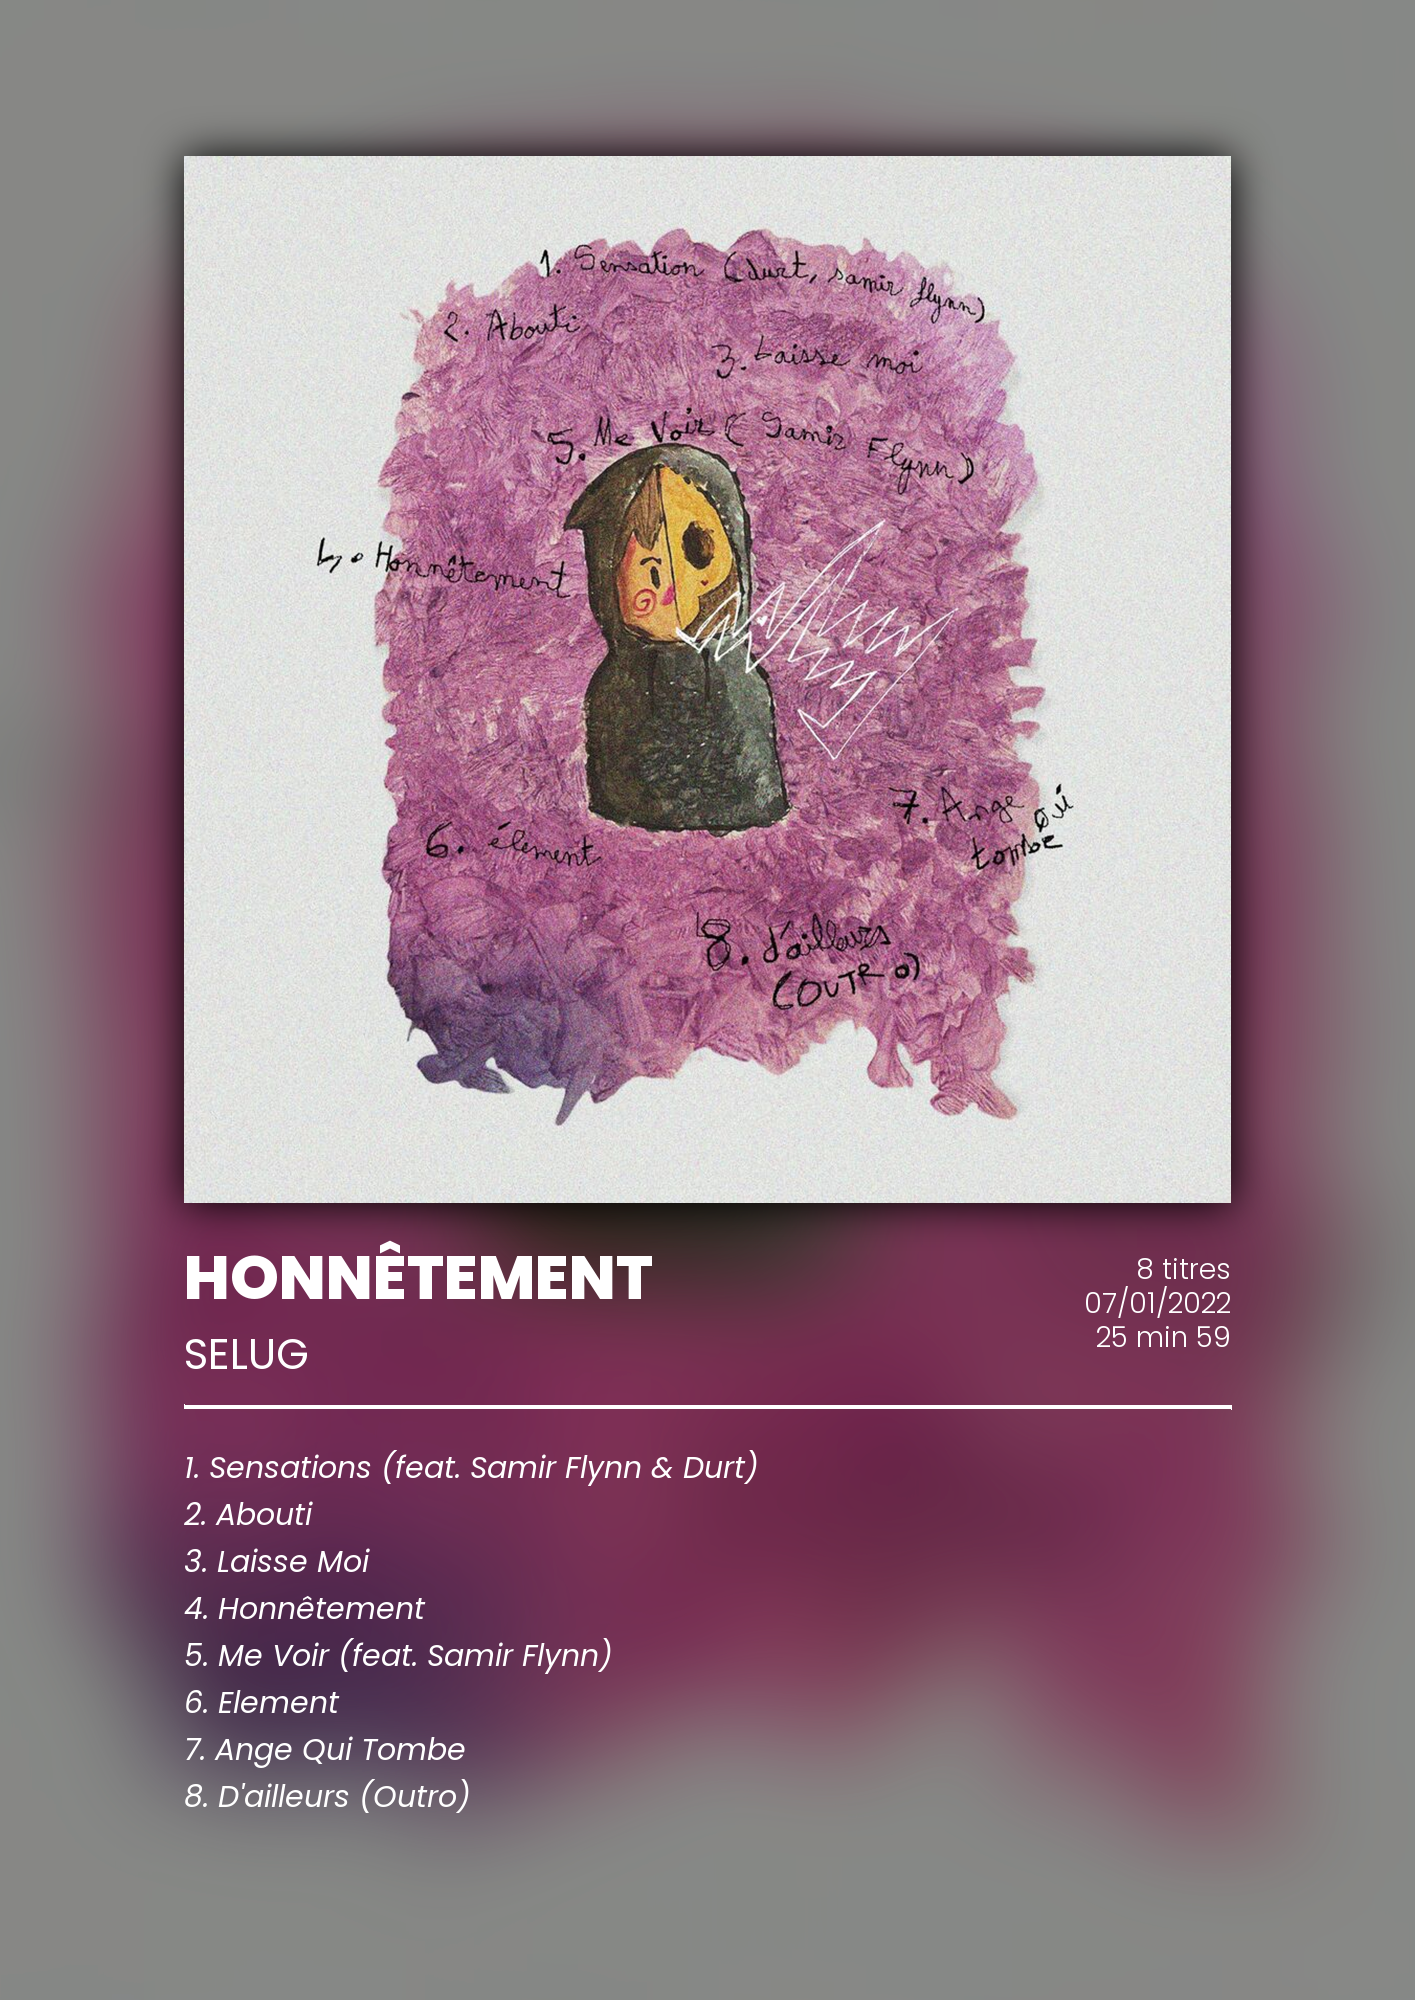 1. Sensation (durt, samir flynn)
2. Abouti
3. Laisse moi
5. Me Voir (Samir Flynn)
4. Honnêtement
7. Ange qui
tombe
6. élement
8. d'ailleurs
(OUTRO)
HONNÊTEMENT
SELUG
8 titres
07/01/2022
25 min 59
1. Sensations (feat. Samir Flynn & Durt)
2. Abouti
3. Laisse Moi
4. Honnêtement
5. Me Voir (feat. Samir Flynn)
6. Element
7. Ange Qui Tombe
8. D'ailleurs (Outro)